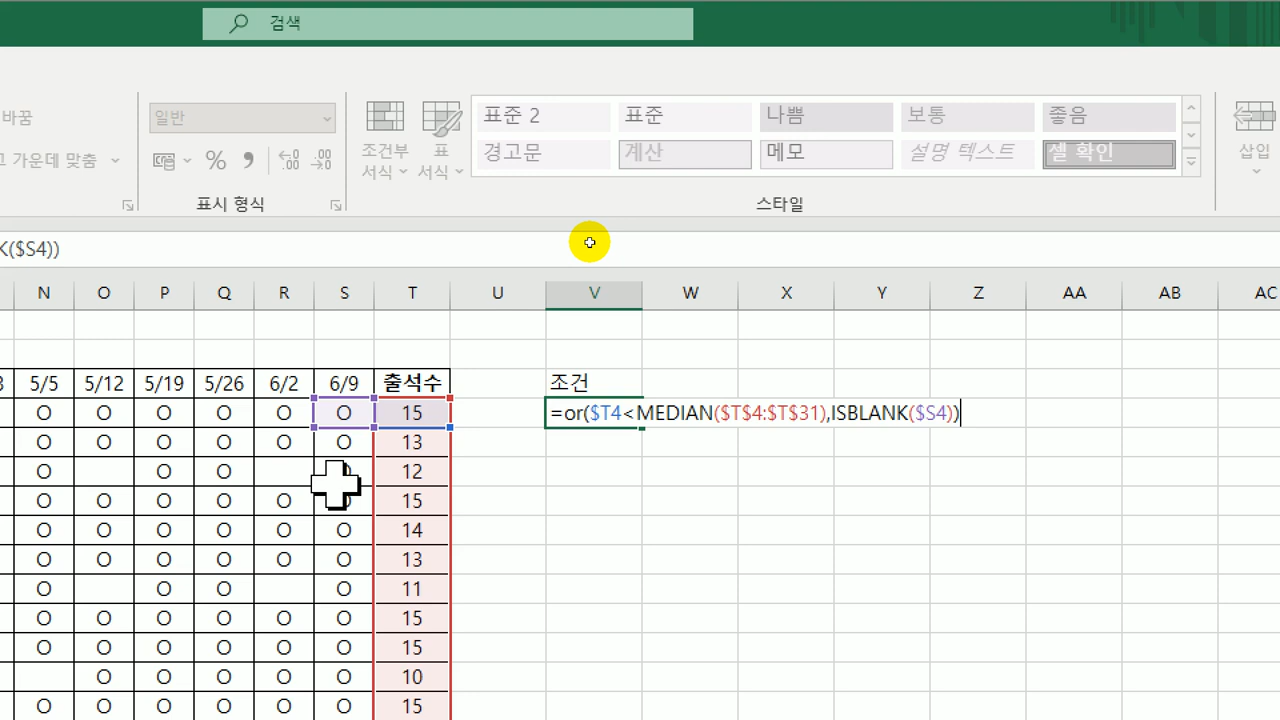 검색
바꿈
일반
표준 2 표준 나쁨 보통 좋음
가운데 맞춤
% 조건부 서식 표 서식
경고문 계산 메모 설명 텍스트 셀 확인
삽입
표시 형식 스타일
K($S4))
N O P Q R S T U V W X Y Z AA AB AC
5/5 5/12 5/19 5/26 6/2 6/9 출석수 조건
O O O O O O 15 =or($T4<MEDIAN($T$4:$T$31),ISBLANK($S4))
O O O O O O 13
O O O 12
O O O O O 15
O O O O O O 14
O O O O O O 13
O O O O 11
O O O O O O 15
O O O O O O 15
O O O O O 10
O O O O O O 15